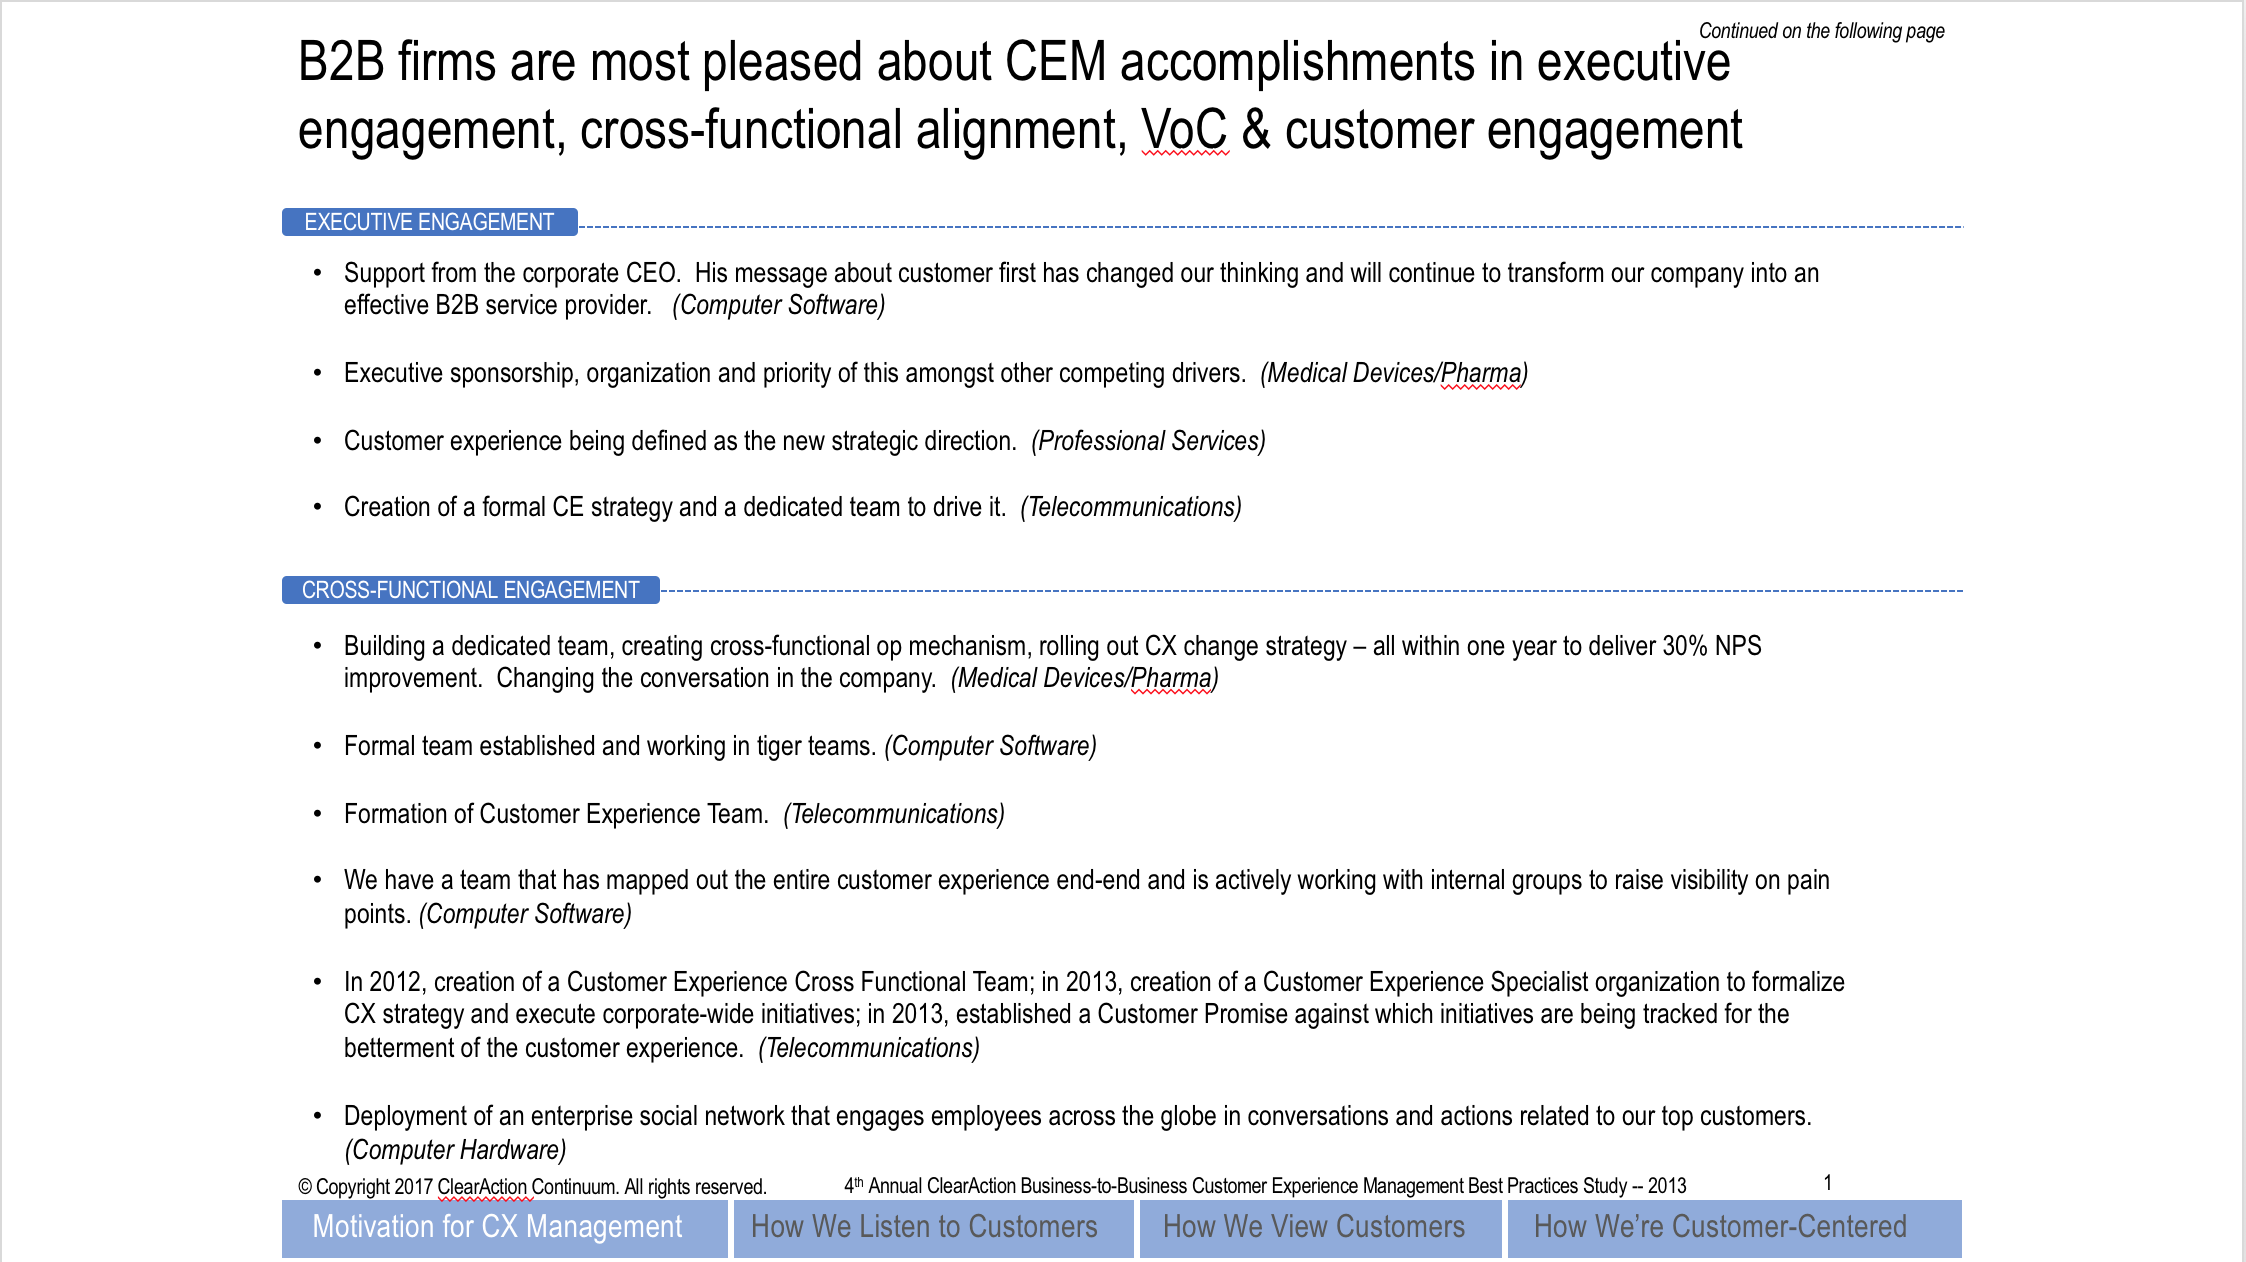 Continued on the following page
B2B firms are most pleased about CEM accomplishments in executive
engagement, cross-functional alignment, VoC & customer engagement
EXECUTIVE ENGAGEMENT
• Support from the corporate CEO.  His message about customer first has changed our thinking and will continue to transform our company into an
effective B2B service provider.   (Computer Software)
• Executive sponsorship, organization and priority of this amongst other competing drivers.  (Medical Devices/Pharma)
• Customer experience being defined as the new strategic direction.  (Professional Services)
• Creation of a formal CE strategy and a dedicated team to drive it.  (Telecommunications)
CROSS-FUNCTIONAL ENGAGEMENT
• Building a dedicated team, creating cross-functional op mechanism, rolling out CX change strategy – all within one year to deliver 30% NPS
improvement.  Changing the conversation in the company.  (Medical Devices/Pharma)
• Formal team established and working in tiger teams. (Computer Software)
• Formation of Customer Experience Team.  (Telecommunications)
• We have a team that has mapped out the entire customer experience end-end and is actively working with internal groups to raise visibility on pain
points. (Computer Software)
• In 2012, creation of a Customer Experience Cross Functional Team; in 2013, creation of a Customer Experience Specialist organization to formalize
CX strategy and execute corporate-wide initiatives; in 2013, established a Customer Promise against which initiatives are being tracked for the
betterment of the customer experience.  (Telecommunications)
• Deployment of an enterprise social network that engages employees across the globe in conversations and actions related to our top customers.
(Computer Hardware)
© Copyright 2017 ClearAction Continuum. All rights reserved.
4th Annual ClearAction Business-to-Business Customer Experience Management Best Practices Study -- 2013
1
Motivation for CX Management
How We Listen to Customers
How We View Customers
How We’re Customer-Centered